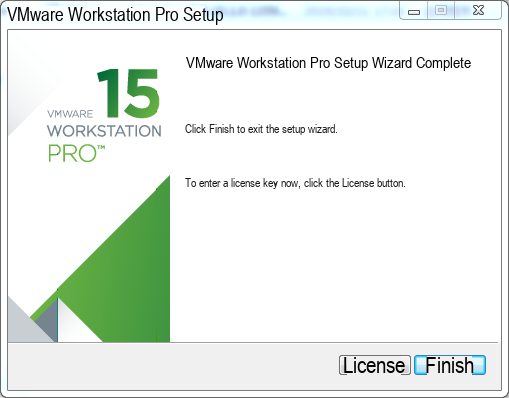 VMware Workstation Pro Setup
VMware Workstation Pro Setup Wizard Complete
15
VMWARE
WORKSTATION
PRO™
Click Finish to exit the setup wizard.
To enter a license key now, click the License button.
License
Finish